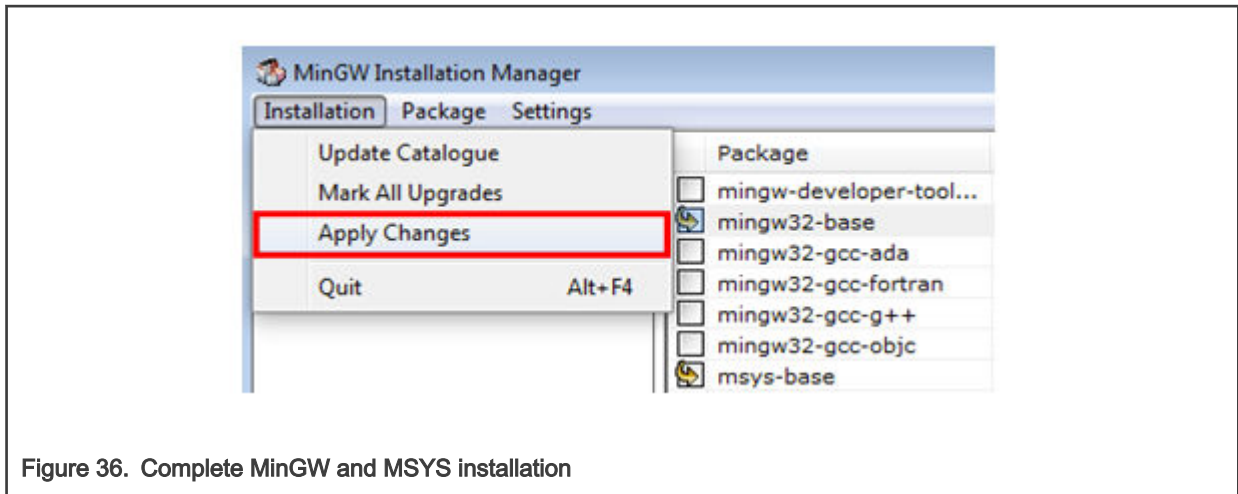 MinGW Installation Manager
Installation Package Settings
Update Catalogue
Mark All Upgrades
Apply Changes
Quit Alt+F4
Package
mingw-developer-tool...
mingw32-base
mingw32-gcc-ada
mingw32-gcc-fortran
mingw32-gcc-g++
mingw32-gcc-objc
msys-base
Figure 36. Complete MinGW and MSYS installation